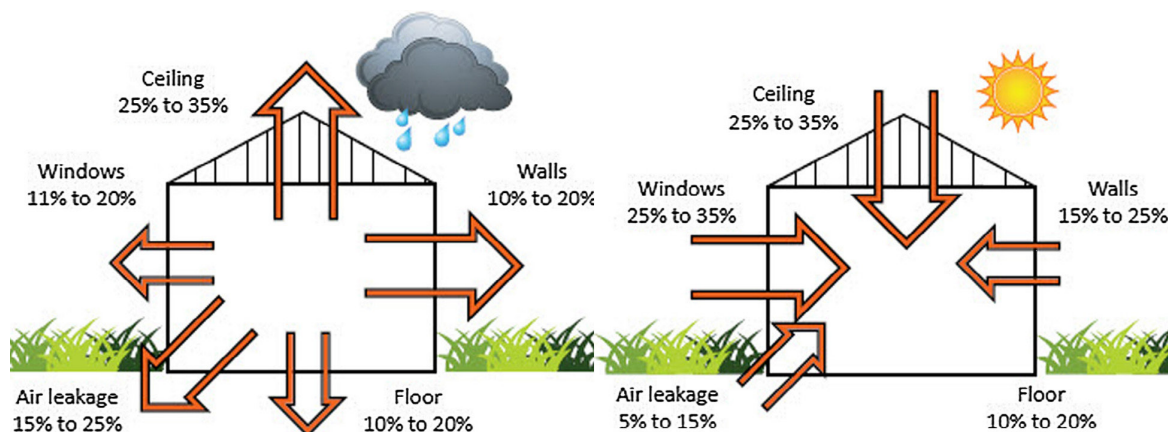 Ceiling
25% to 35%
Windows
11% to 20%
Walls
10% to 20%
Air leakage
15% to 25%
Floor
10% to 20%
Ceiling
25% to 35%
Windows
25% to 35%
Walls
15% to 25%
Air leakage
5% to 15%
Floor
10% to 20%